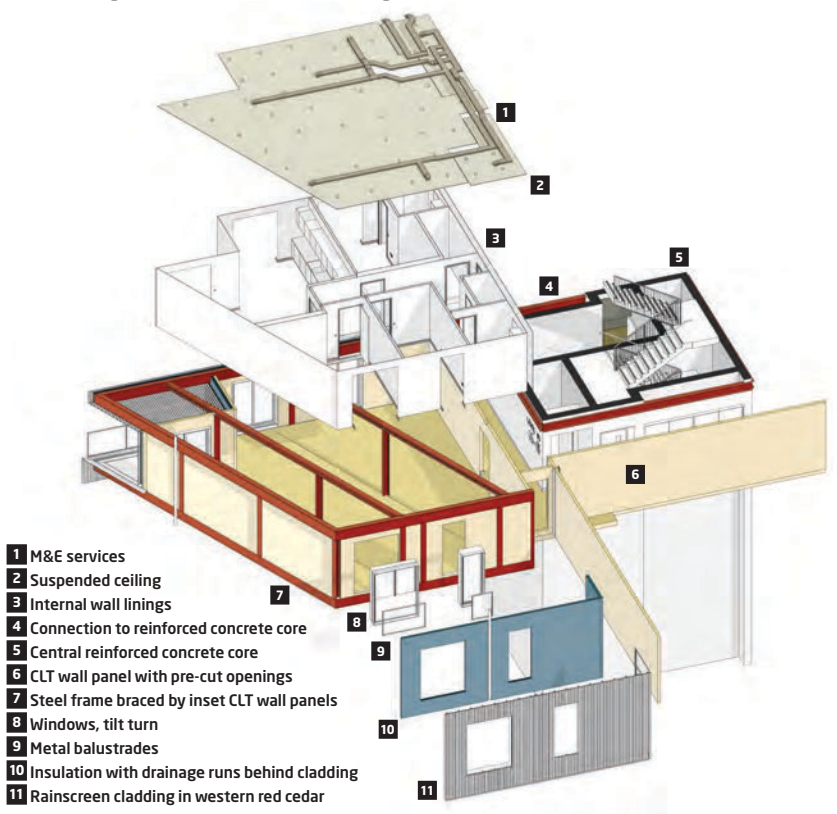 1
2
3
4
5
6
7
8
9
10
11
1 M&E services
2 Suspended ceiling
3 Internal wall linings
4 Connection to reinforced concrete core
5 Central reinforced concrete core
6 CLT wall panel with pre-cut openings
7 Steel frame braced by inset CLT wall panels
8 Windows, tilt turn
9 Metal balustrades
10 Insulation with drainage runs behind cladding
11 Rainscreen cladding in western red cedar